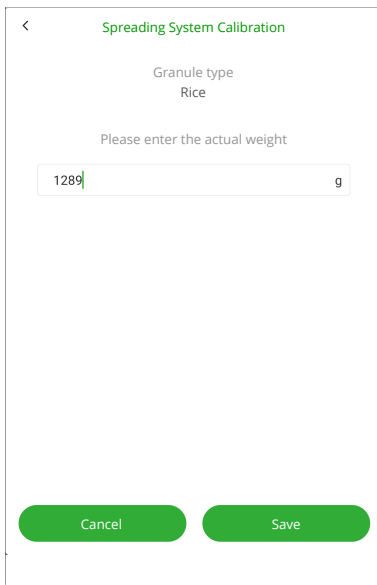 Spreading System Calibration
Granule type
Rice
Please enter the actual weight
1289 g
Cancel Save